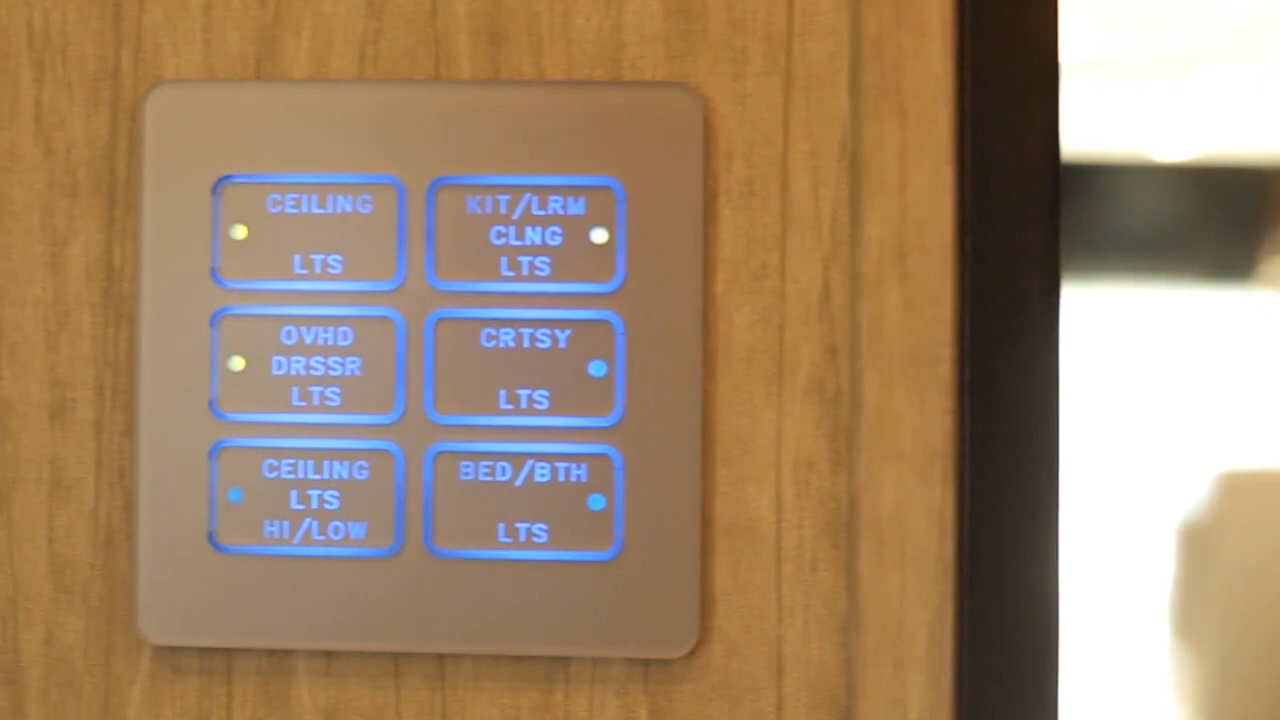 CEILING
LTS
KIT/LRM
CLNG
LTS
OVHD
DRSSR
LTS
CRTSY
LTS
CEILING
LTS
HI/LOW
BED/BTH
LTS